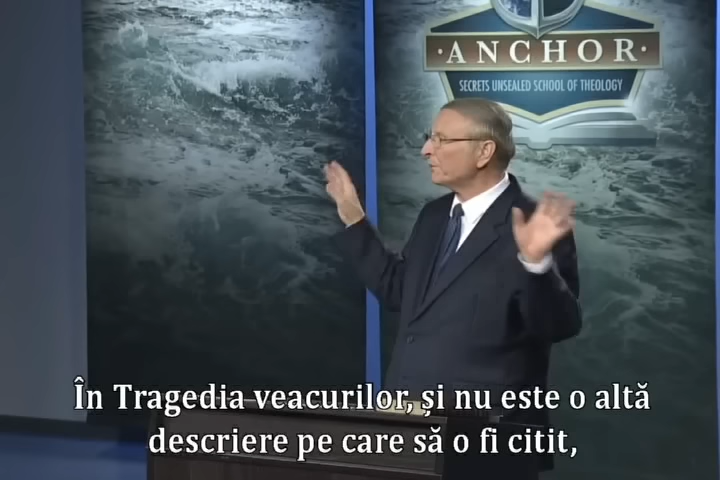 · ANCHOR ·
SECRETS UNSEALED SCHOOL OF THEOLOGY
În Tragedia veacurilor, și nu este o altă
descriere pe care să o fi citit,